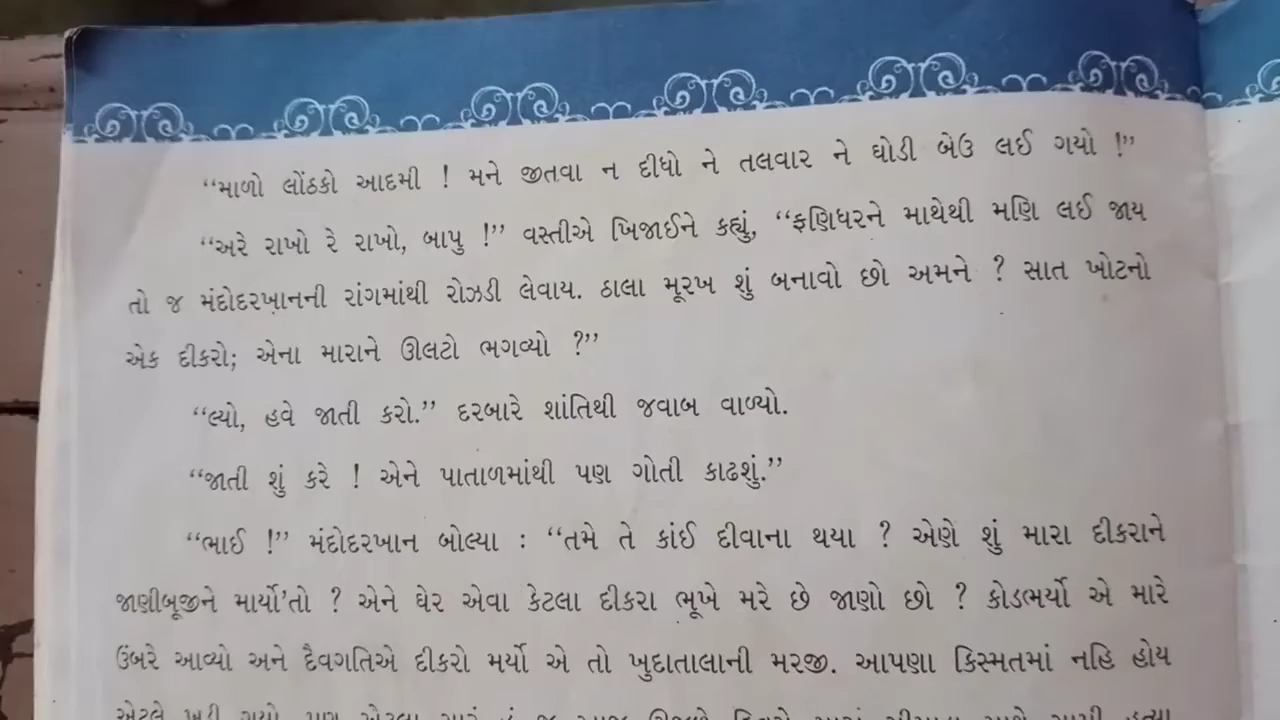 “માળો લોંઠકો આદમી ! મને જીતવા ન દીધો ને તલવાર ને ઘોડી બેઉ લઈ ગયો !”
“અરે રાખો રે રાખો, બાપુ !” વસ્તીએ ખિજાઈને કહ્યું, “ફણિધરને માથેથી મણિ લઈ જાય
તો જ મંદોદરખાનની રાંગમાંથી રોઝડી લેવાય. ઠાલા મૂરખ શું બનાવો છો અમને ? સાત ખોટનો
એક દીકરો; એના મારાને ઊલટો ભગવ્યો ?”
“લ્યો, હવે જાતી કરો.” દરબારે શાંતિથી જવાબ વાળ્યો.
“જાતી શું કરે ! એને પાતાળમાંથી પણ ગોતી કાઢશું.”
“ભાઈ !” મંદોદરખાન બોલ્યા : “તમે તે કાંઈ દીવાના થયા ? એણે શું મારા દીકરાને
જાણીબૂજીને માર્યો’તો ? એને ઘેર એવા કેટલા દીકરા ભૂખે મરે છે જાણો છો ? કોડભર્યો એ મારે
ઉંબરે આવ્યો અને દૈવગતિએ દીકરો મર્યો એ તો ખુદાતાલાની મરજી. આપણા કિસ્મતમાં નહિ હોય